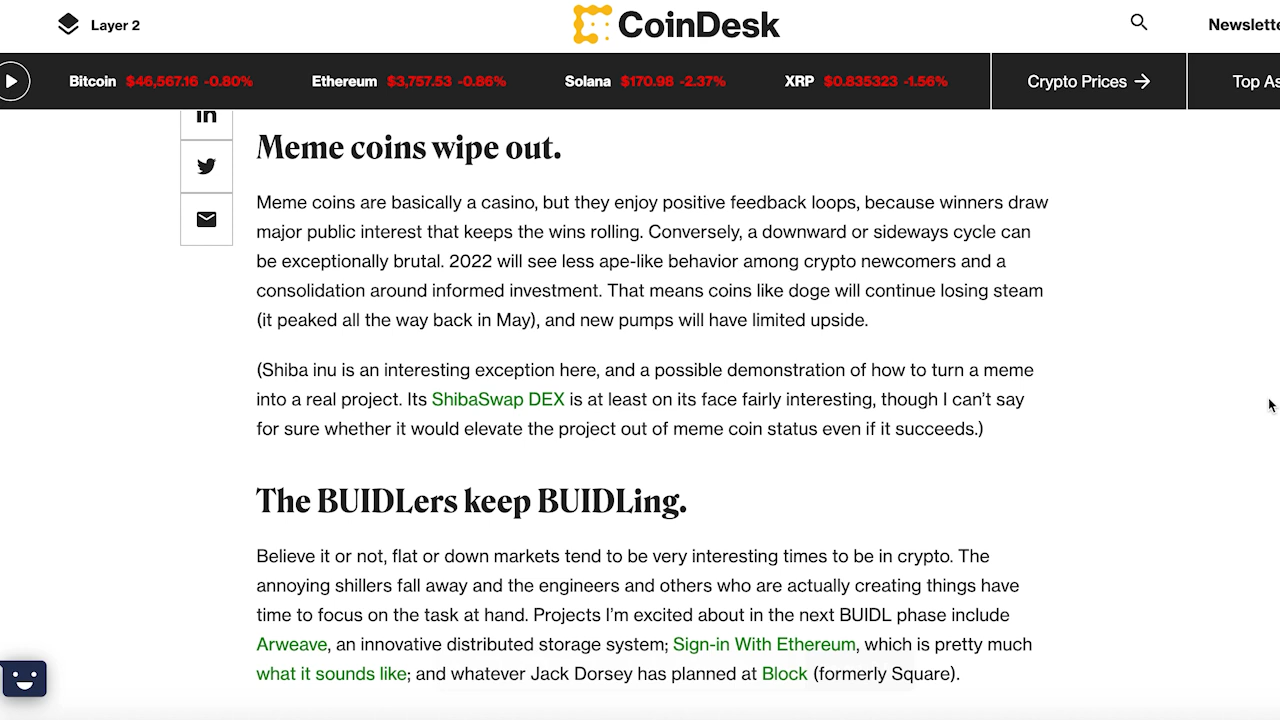 Layer 2
CoinDesk
Newslette
Bitcoin $46,567.16 -0.80%
Ethereum $3,757.53 -0.86%
Solana $170.98 -2.37%
XRP $0.835323 -1.56%
Crypto Prices →
Top As
in
Meme coins wipe out.
Meme coins are basically a casino, but they enjoy positive feedback loops, because winners draw
major public interest that keeps the wins rolling. Conversely, a downward or sideways cycle can
be exceptionally brutal. 2022 will see less ape-like behavior among crypto newcomers and a
consolidation around informed investment. That means coins like doge will continue losing steam
(it peaked all the way back in May), and new pumps will have limited upside.
(Shiba inu is an interesting exception here, and a possible demonstration of how to turn a meme
into a real project. Its ShibaSwap DEX is at least on its face fairly interesting, though I can’t say
for sure whether it would elevate the project out of meme coin status even if it succeeds.)
The BUIDLers keep BUIDLing.
Believe it or not, flat or down markets tend to be very interesting times to be in crypto. The
annoying shillers fall away and the engineers and others who are actually creating things have
time to focus on the task at hand. Projects I’m excited about in the next BUIDL phase include
Arweave, an innovative distributed storage system; Sign-in With Ethereum, which is pretty much
what it sounds like; and whatever Jack Dorsey has planned at Block (formerly Square).